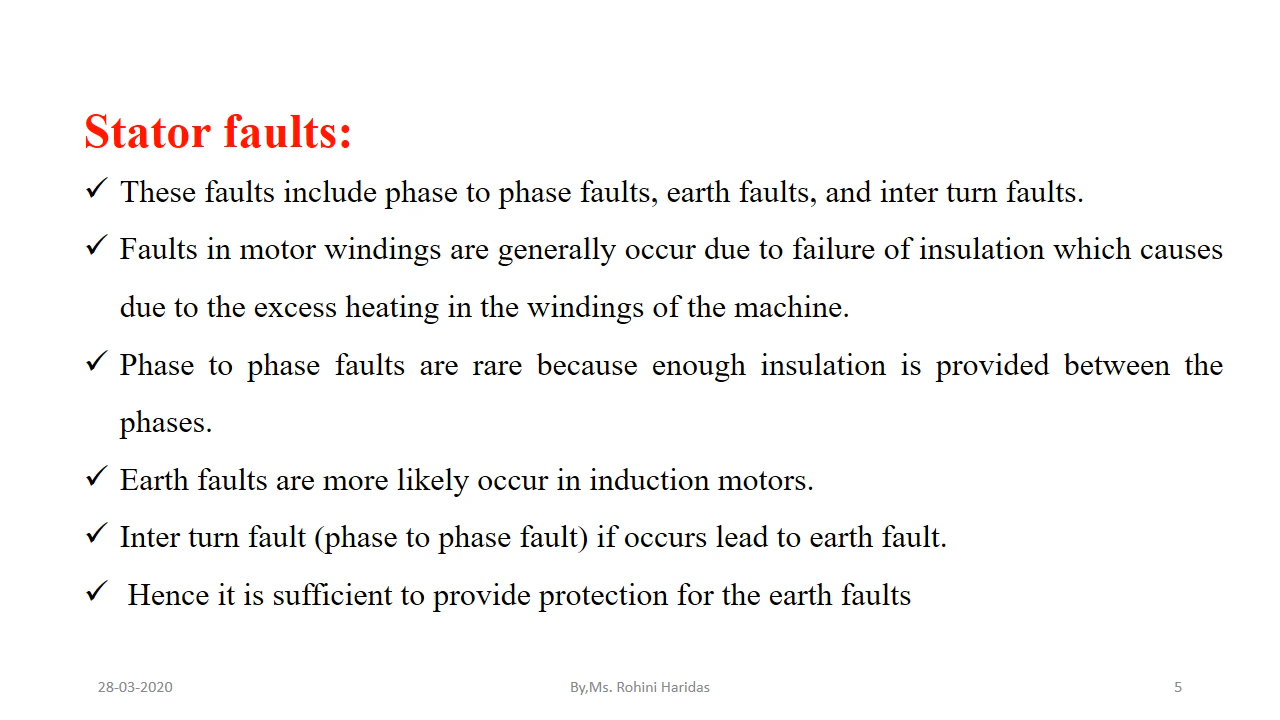 Stator faults:
✓ These faults include phase to phase faults, earth faults, and inter turn faults.
✓ Faults in motor windings are generally occur due to failure of insulation which causes
due to the excess heating in the windings of the machine.
✓ Phase to phase faults are rare because enough insulation is provided between the
phases.
✓ Earth faults are more likely occur in induction motors.
✓ Inter turn fault (phase to phase fault) if occurs lead to earth fault.
✓ Hence it is sufficient to provide protection for the earth faults
28-03-2020 By,Ms. Rohini Haridas 5